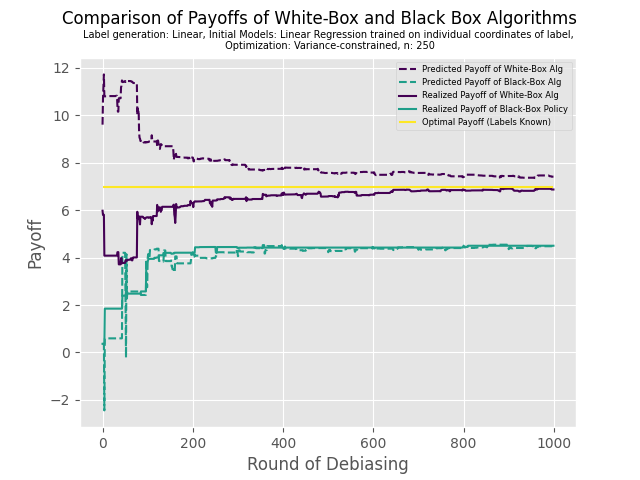 Comparison of Payoffs of White-Box and Black Box Algorithms
Label generation: Linear, Initial Models: Linear Regression trained on individual coordinates of label,
Optimization: Variance-constrained, n: 250
Predicted Payoff of White-Box Alg
Predicted Payoff of Black-Box Alg
Realized Payoff of White-Box Alg
Realized Payoff of Black-Box Policy
Optimal Payoff (Labels Known)
12
10
8
6
4
2
0
−2
Payoff
0 200 400 600 800 1000
Round of Debiasing